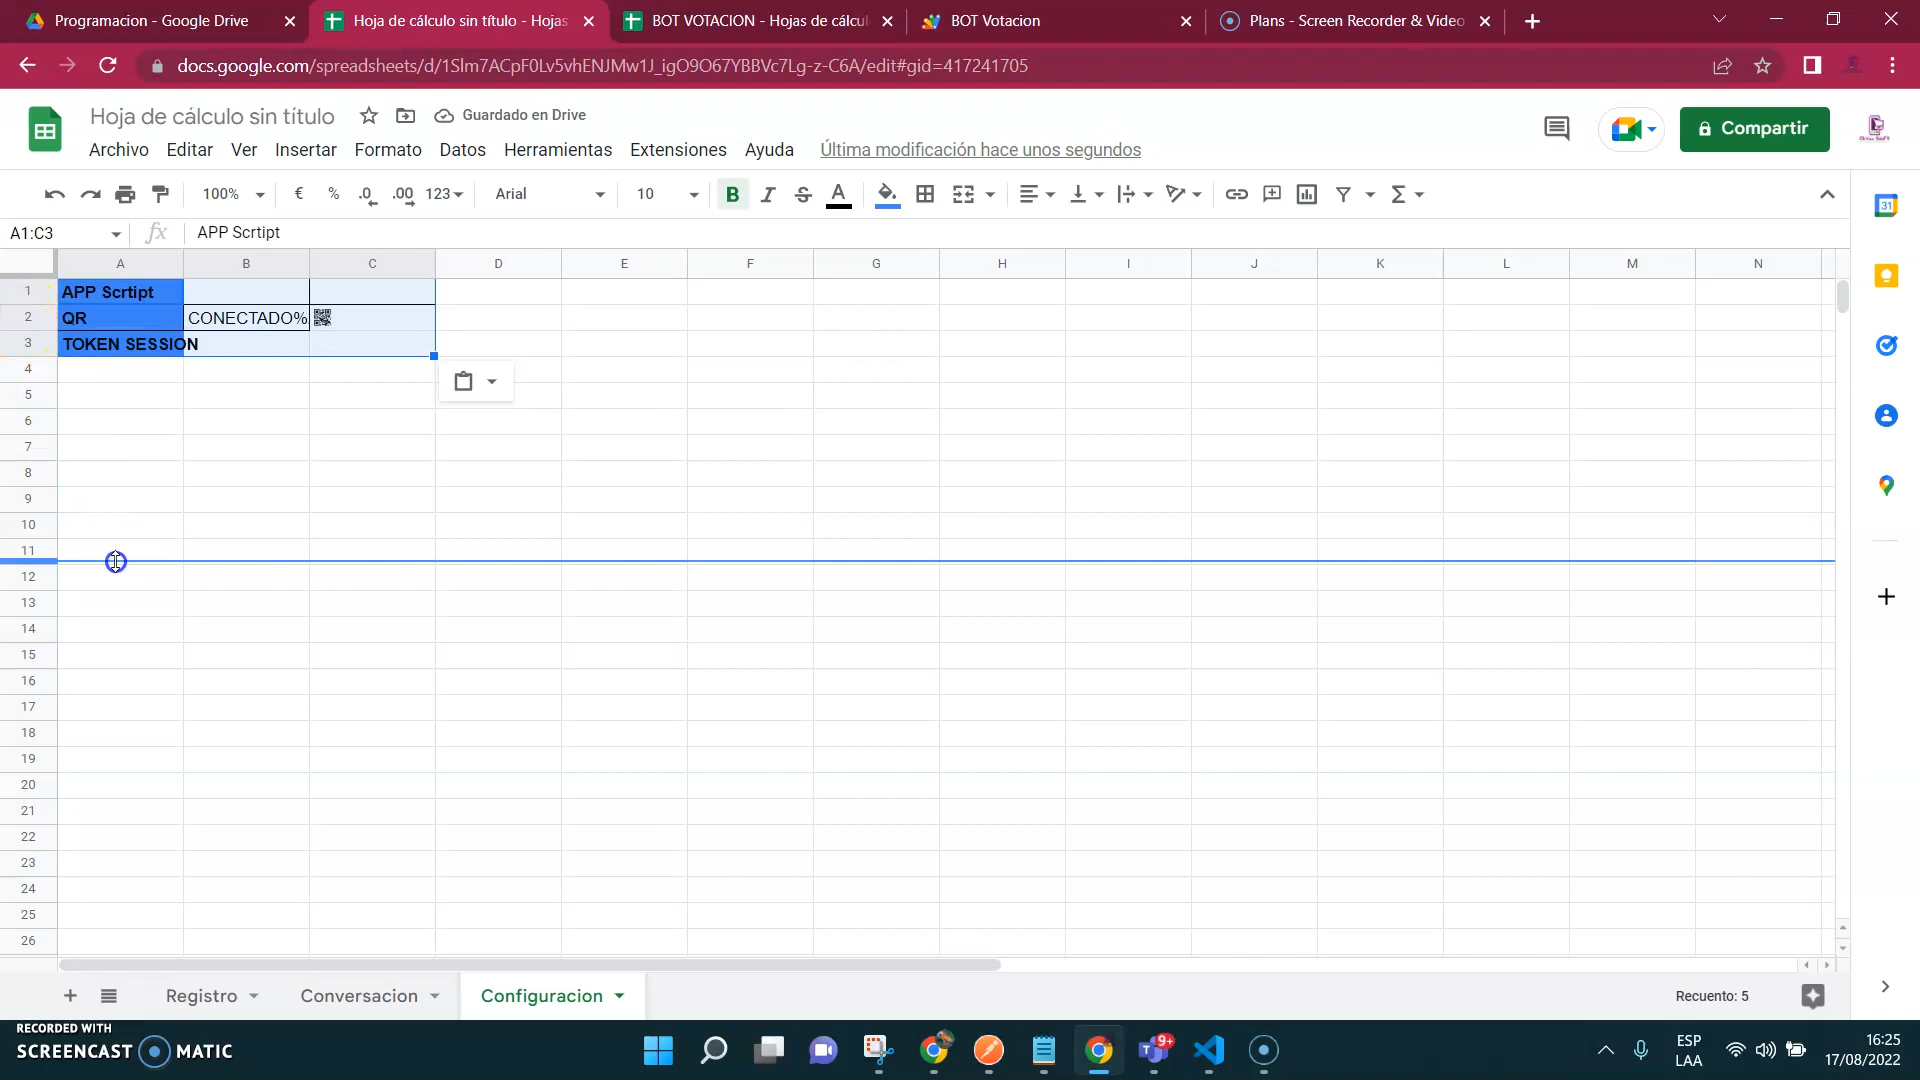 Programacion - Google Drive
Hoja de cálculo sin título - Hojas
BOT VOTACION - Hojas de cálcul
BOT Votacion
Plans - Screen Recorder & Video
docs.google.com/spreadsheets/d/1Slm7ACpF0Lv5vhENJMw1J_igO9O67YBBVc7Lg-z-C6A/edit#gid=417241705
Hoja de cálculo sin título
Guardado en Drive
Compartir
Archivo Editar Ver Insertar Formato Datos Herramientas Extensiones Ayuda Última modificación hace unos segundos
100% € % .0 .00 123 Arial 10 B I S A
31
A1:C3 fx APP Scrtipt
A B C D E F G H I J K L M N
1 APP Scrtipt
2 QR CONECTADO%
3 TOKEN SESSION
4
5
6
7
8
9
10
11
12
13
14
15
16
17
18
19
20
21
22
23
24
25
26
Registro Conversacion Configuracion Recuento: 5
RECORDED WITH
SCREENCAST MATIC
9+
ESP
LAA
16:25
17/08/2022